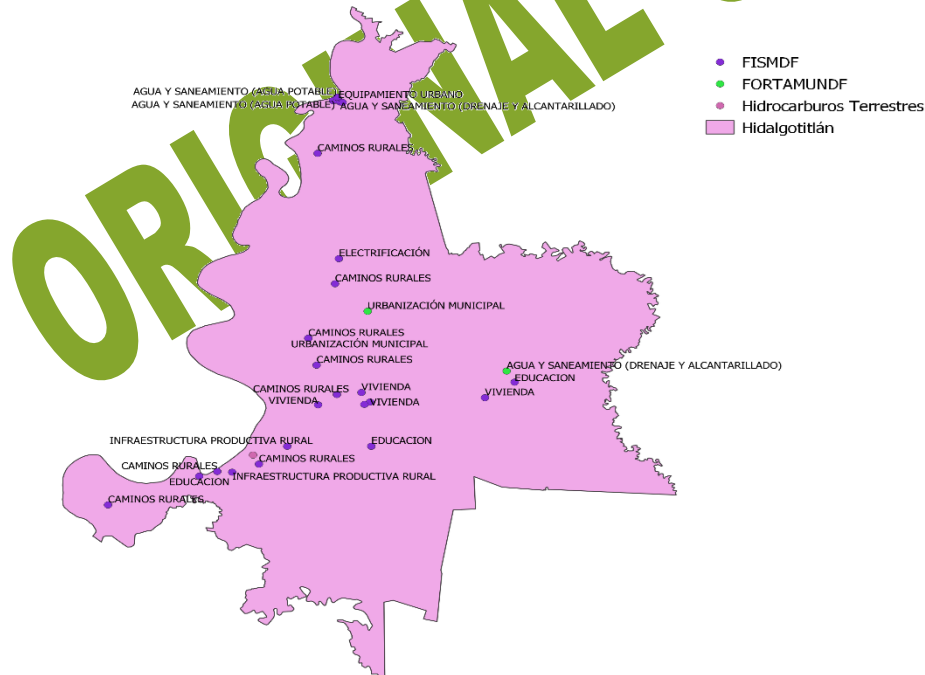 ORIGINAL
FISMDF
FORTAMUNDF
Hidrocarburos Terrestres
Hidalgotitlán
AGUA Y SANEAMIENTO (AGUA POTABLE)
EQUIPAMIENTO URBANO
AGUA Y SANEAMIENTO (AGUA POTABLE)
AGUA Y SANEAMIENTO (DRENAJE Y ALCANTARILLADO)
CAMINOS RURALES
ELECTRIFICACIÓN
CAMINOS RURALES
URBANIZACIÓN MUNICIPAL
CAMINOS RURALES
URBANIZACIÓN MUNICIPAL
CAMINOS RURALES
AGUA Y SANEAMIENTO (DRENAJE Y ALCANTARILLADO)
EDUCACION
CAMINOS RURALES
VIVIENDA
VIVIENDA
VIVIENDA
VIVIENDA
INFRAESTRUCTURA PRODUCTIVA RURAL
EDUCACION
CAMINOS RURALES
CAMINOS RURALES
INFRAESTRUCTURA PRODUCTIVA RURAL
EDUCACION
CAMINOS RURALES